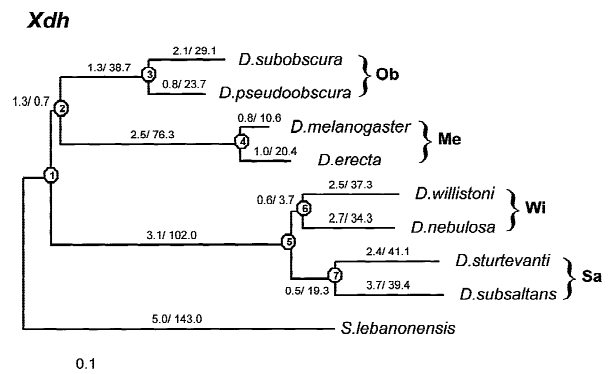 Xdh
2.1/ 29.1
D.subobscura
1.3/ 38.7
3
Ob
0.8/ 23.7
D.pseudoobscura
1.3/ 0.7
2
0.8/ 10.6
D.melanogaster
2.5/ 76.3
4
Me
1.0/ 20.4
D.erecta
1
2.5/ 37.3
D.willistoni
0.6/ 3.7
6
Wi
2.7/ 34.3
D.nebulosa
3.1/ 102.0
5
2.4/ 41.1
D.sturtevanti
7
Sa
0.5/ 19.3
3.7/ 39.4
D.subsaltans
5.0/ 143.0
S.lebanonensis
0.1